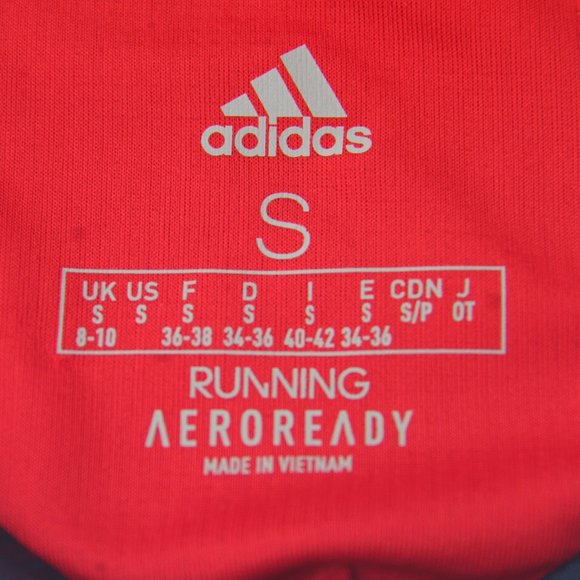 adidas
S
UK US F D I E CDN J
S S S S S S S/P OT
8-10 36-38 34-36 40-42 34-36
RUNNING
AEROREADY
MADE IN VIETNAM